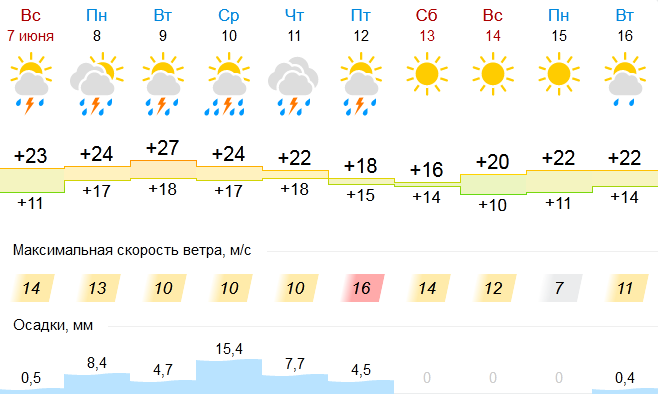 Вс Пн Вт Ср Чт Пт Сб Вс Пн Вт
7 июня 8 9 10 11 12 13 14 15 16
+23 +24 +27 +24 +22 +18 +16 +20 +22 +22
+11 +17 +18 +17 +18 +15 +14 +10 +11 +14
Максимальная скорость ветра, м/с
14 13 10 10 10 16 14 12 7 11
Осадки, мм
0,5 8,4 4,7 15,4 7,7 4,5 0 0 0 0,4